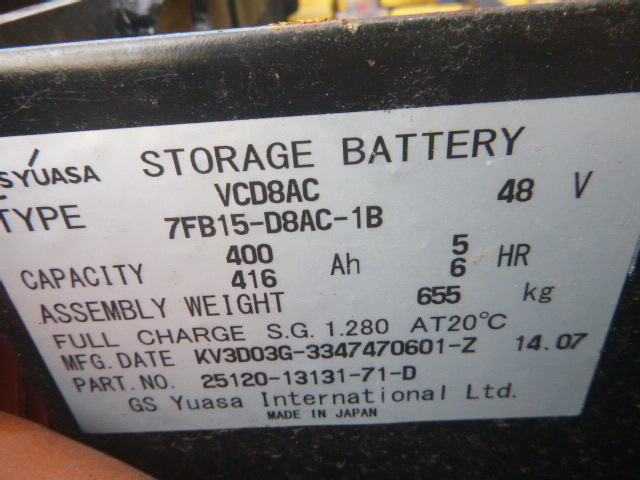 GS YUASA STORAGE BATTERY
TYPE VCD8AC 48 V
7FB15-D8AC-1B
CAPACITY 400 Ah 5 HR
416 6
ASSEMBLY WEIGHT 655 kg
FULL CHARGE S.G. 1.280 AT20°C
MFG. DATE KV3D03G-3347470601-Z 14.07
PART. NO. 25120-13131-71-D
GS Yuasa International Ltd.
MADE IN JAPAN